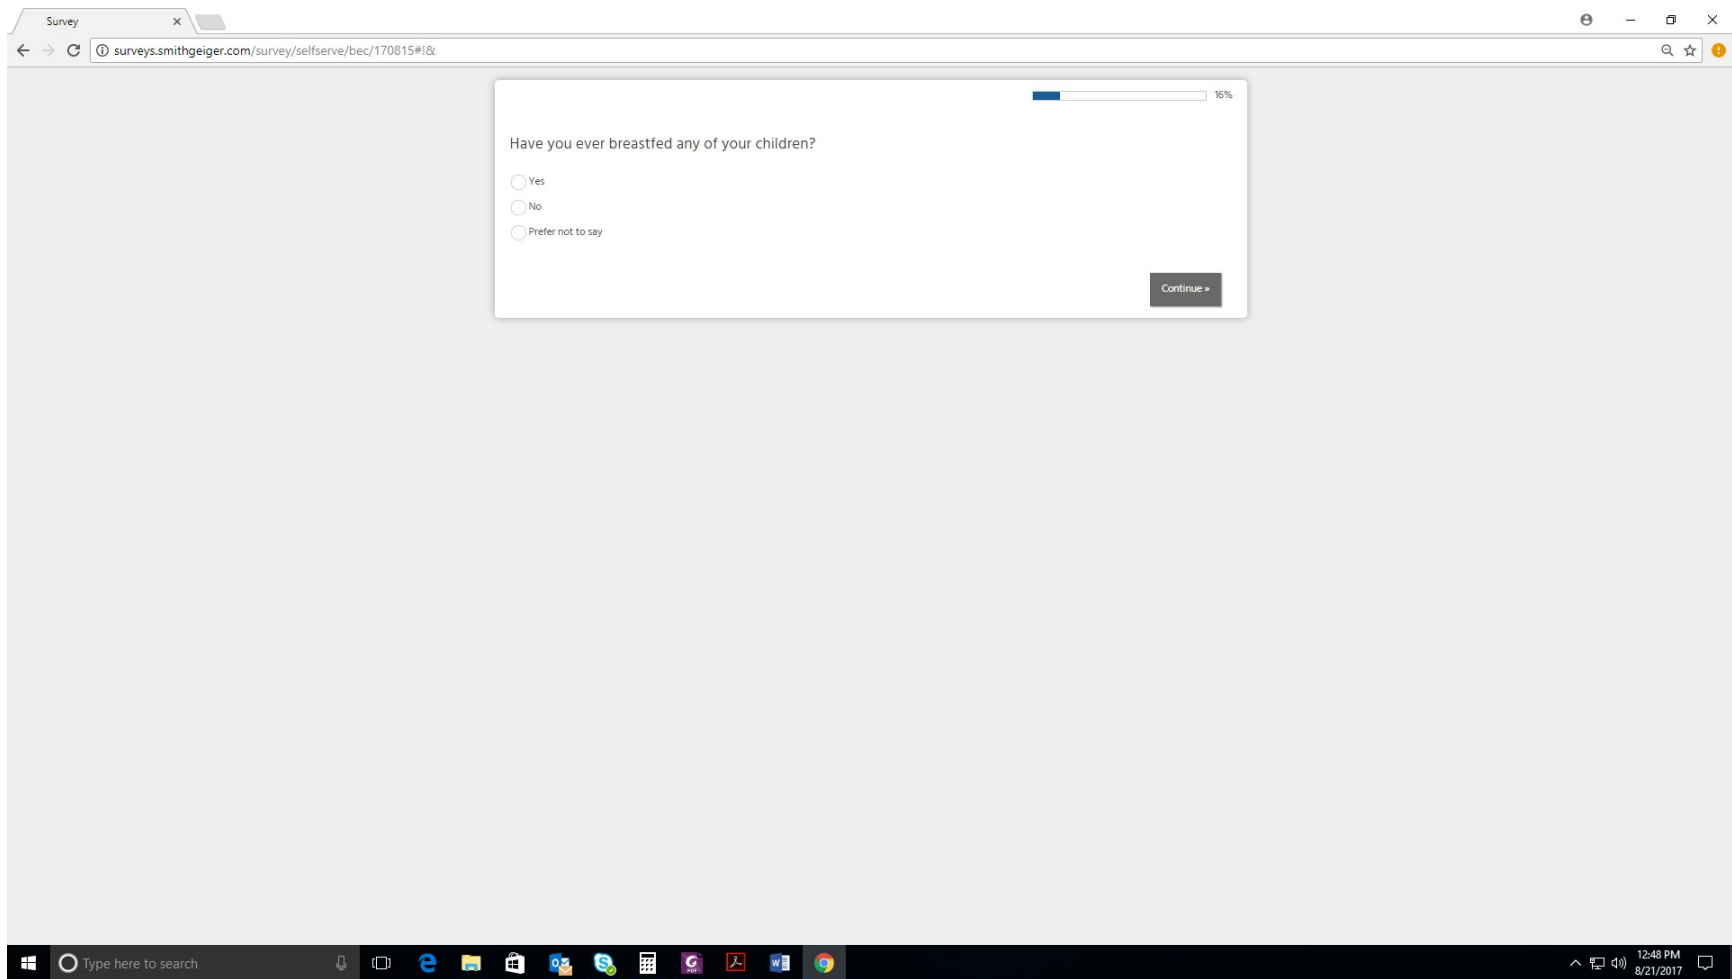 Survey
surveys.smithgeiger.com/survey/selfserve/bec/170815#!&
16%
Have you ever breastfed any of your children?
Yes
No
Prefer not to say
Continue »
Type here to search
12:48 PM
8/21/2017